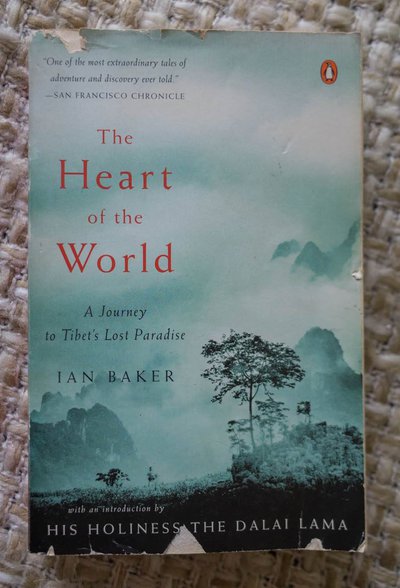 "One of the most extraordinary tales of
adventure and discovery ever told."
—SAN FRANCISCO CHRONICLE
The
Heart
of the
World
A Journey
to Tibet's Lost Paradise
IAN BAKER
with an introduction by
HIS HOLINESS THE DALAI LAMA